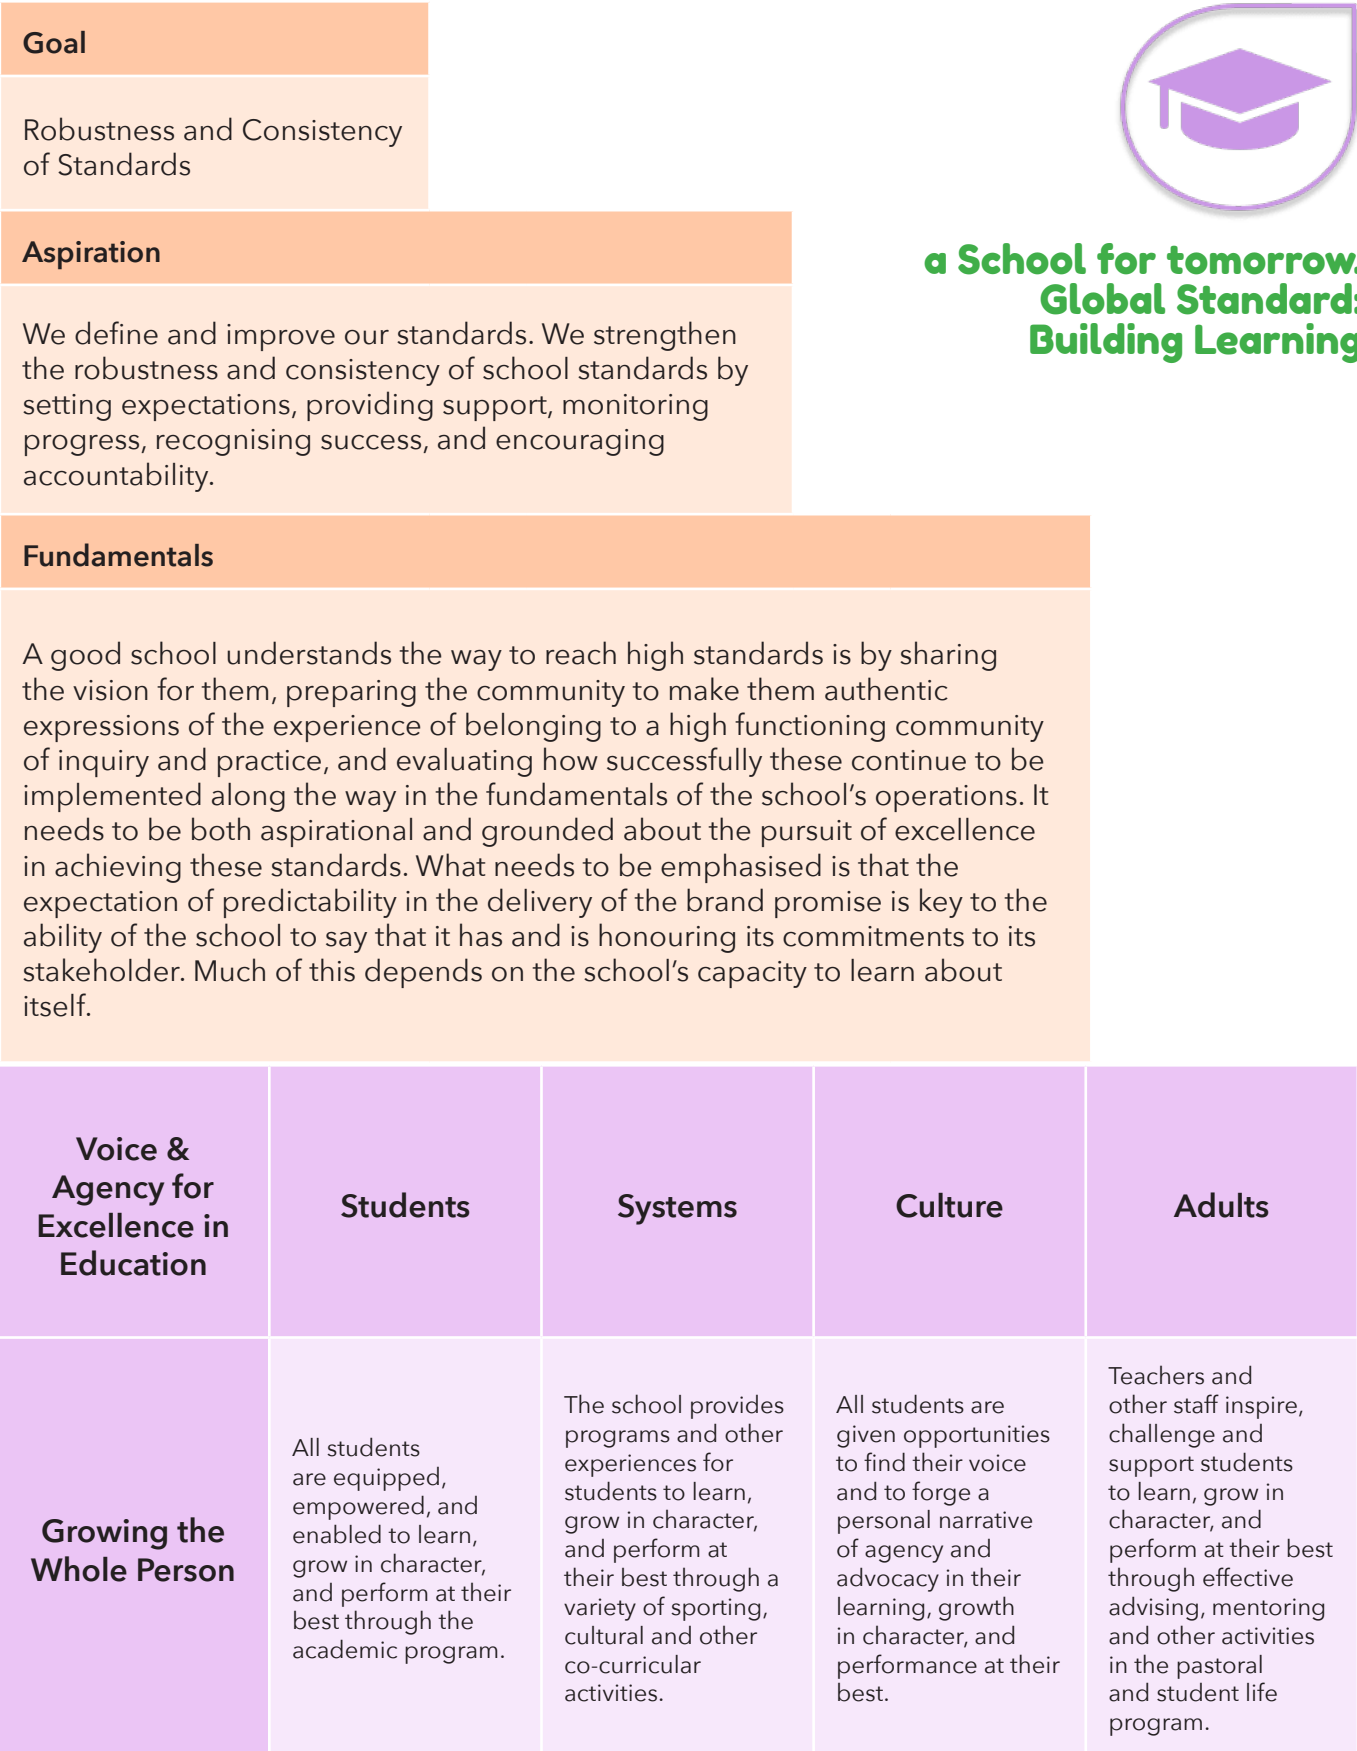 Goal
Robustness and Consistency
of Standards
Aspiration
We define and improve our standards. We strengthen
the robustness and consistency of school standards by
setting expectations, providing support, monitoring
progress, recognising success, and encouraging
accountability.
a School for tomorrow.
Global Standards
Building Learning
Fundamentals
A good school understands the way to reach high standards is by sharing
the vision for them, preparing the community to make them authentic
expressions of the experience of belonging to a high functioning community
of inquiry and practice, and evaluating how successfully these continue to be
implemented along the way in the fundamentals of the school’s operations. It
needs to be both aspirational and grounded about the pursuit of excellence
in achieving these standards. What needs to be emphasised is that the
expectation of predictability in the delivery of the brand promise is key to the
ability of the school to say that it has and is honouring its commitments to its
stakeholder. Much of this depends on the school’s capacity to learn about
itself.
Voice &
Agency for
Excellence in
Education
Students
Systems
Culture
Adults
Growing the
Whole Person
All students
are equipped,
empowered, and
enabled to learn,
grow in character,
and perform at their
best through the
academic program.
The school provides
programs and other
experiences for
students to learn,
grow in character,
and perform at
their best through a
variety of sporting,
cultural and other
co-curricular
activities.
All students are
given opportunities
to find their voice
and to forge a
personal narrative
of agency and
advocacy in their
learning, growth
in character, and
performance at their
best.
Teachers and
other staff inspire,
challenge and
support students
to learn, grow in
character, and
perform at their best
through effective
advising, mentoring
and other activities
in the pastoral
and student life
program.